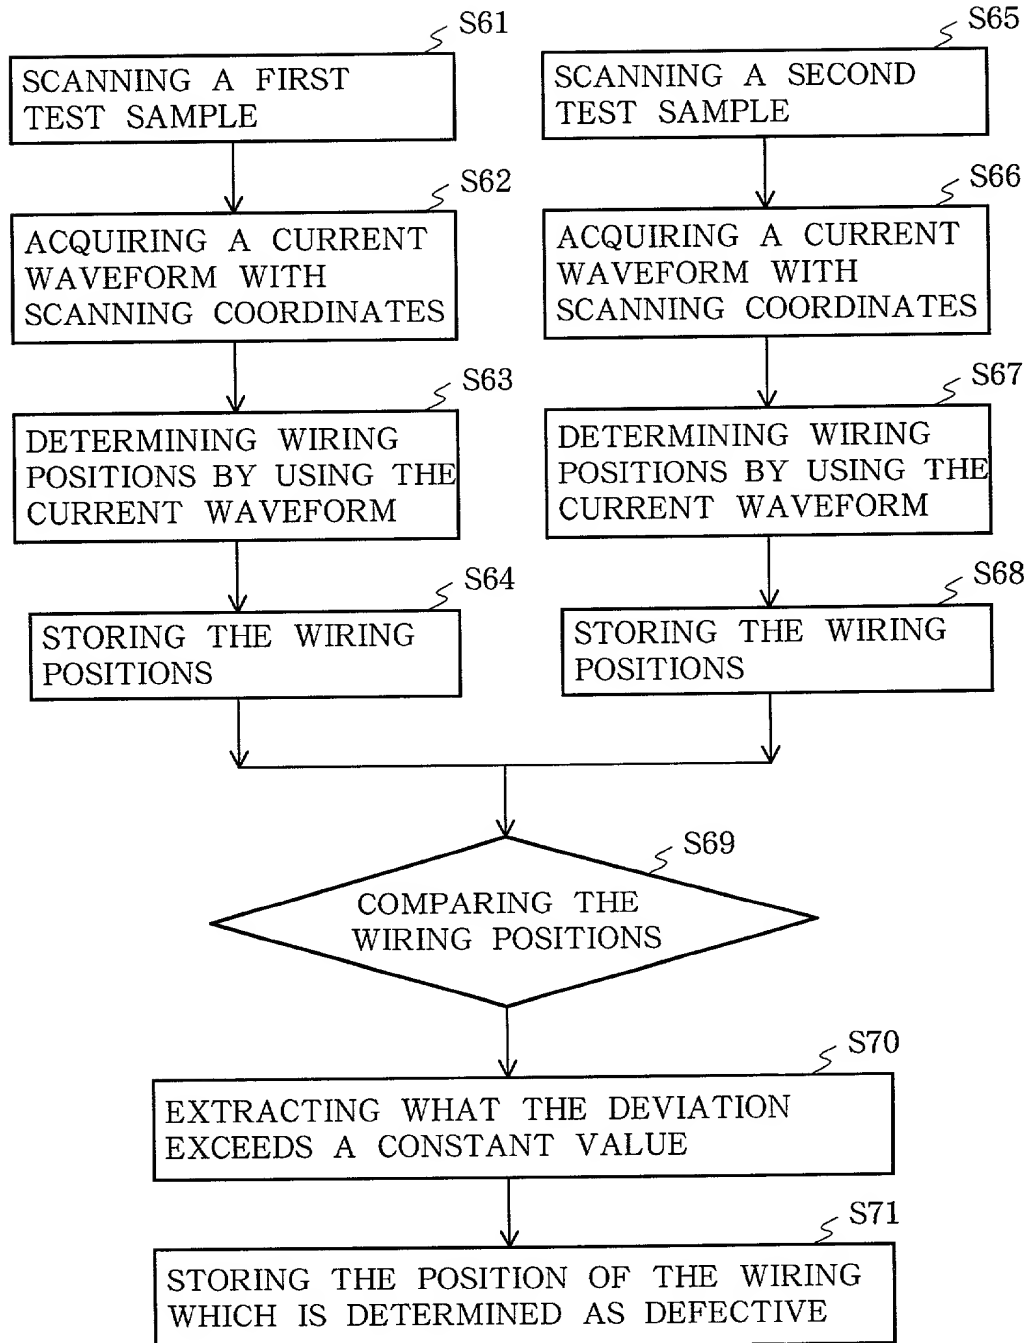 S61
SCANNING A FIRST
TEST SAMPLE
S62
ACQUIRING A CURRENT
WAVEFORM WITH
SCANNING COORDINATES
S63
DETERMINING WIRING
POSITIONS BY USING THE
CURRENT WAVEFORM
S64
STORING THE WIRING
POSITIONS
S65
SCANNING A SECOND
TEST SAMPLE
S66
ACQUIRING A CURRENT
WAVEFORM WITH
SCANNING COORDINATES
S67
DETERMINING WIRING
POSITIONS BY USING THE
CURRENT WAVEFORM
S68
STORING THE WIRING
POSITIONS
S69
COMPARING THE
WIRING POSITIONS
S70
EXTRACTING WHAT THE DEVIATION
EXCEEDS A CONSTANT VALUE
S71
STORING THE POSITION OF THE WIRING
WHICH IS DETERMINED AS DEFECTIVE